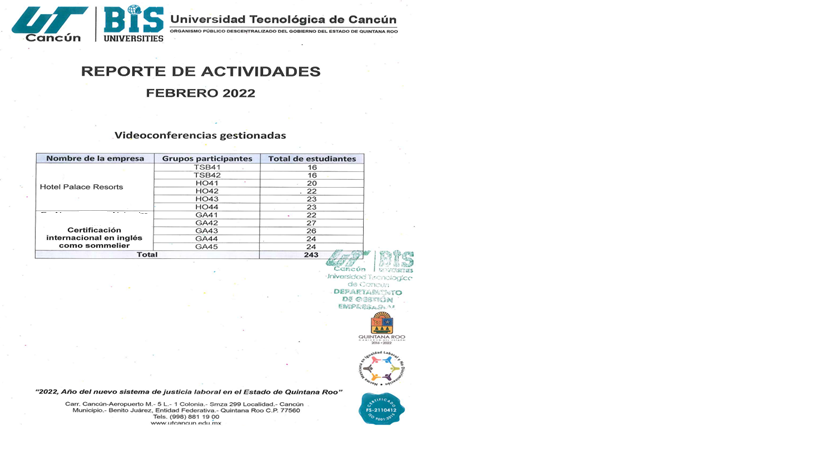 UT Cancún
BIS UNIVERSITIES
Universidad Tecnológica de Cancún
ORGANISMO PÚBLICO DESCENTRALIZADO DEL GOBIERNO DEL ESTADO DE QUINTANA ROO
REPORTE DE ACTIVIDADES
FEBRERO 2022
Videoconferencias gestionadas
Nombre de la empresa Grupos participantes Total de estudiantes
Hotel Palace Resorts
TSB41 16
TSB42 16
HO41 20
HO42 22
HO43 23
HO44 23
Certificación
internacional en inglés
como sommelier
GA41 22
GA42 27
GA43 26
GA44 24
GA45 24
Total 243
UT BIS
Cancún
Universidad Tecnológica
de Cancún
DEPARTAMENTO
DE GESTIÓN
QUINTANA ROO
2016 • 2022
"2022, Año del nuevo sistema de justicia laboral en el Estado de Quintana Roo"
Carr. Cancún-Aeropuerto M.- 5 L.- 1 Colonia.- Smza 299 Localidad.- Cancún
Municipio.- Benito Juárez, Entidad Federativa.- Quintana Roo C.P. 77560
Tels. (998) 881 19 00
www.utcancun.edu.mx